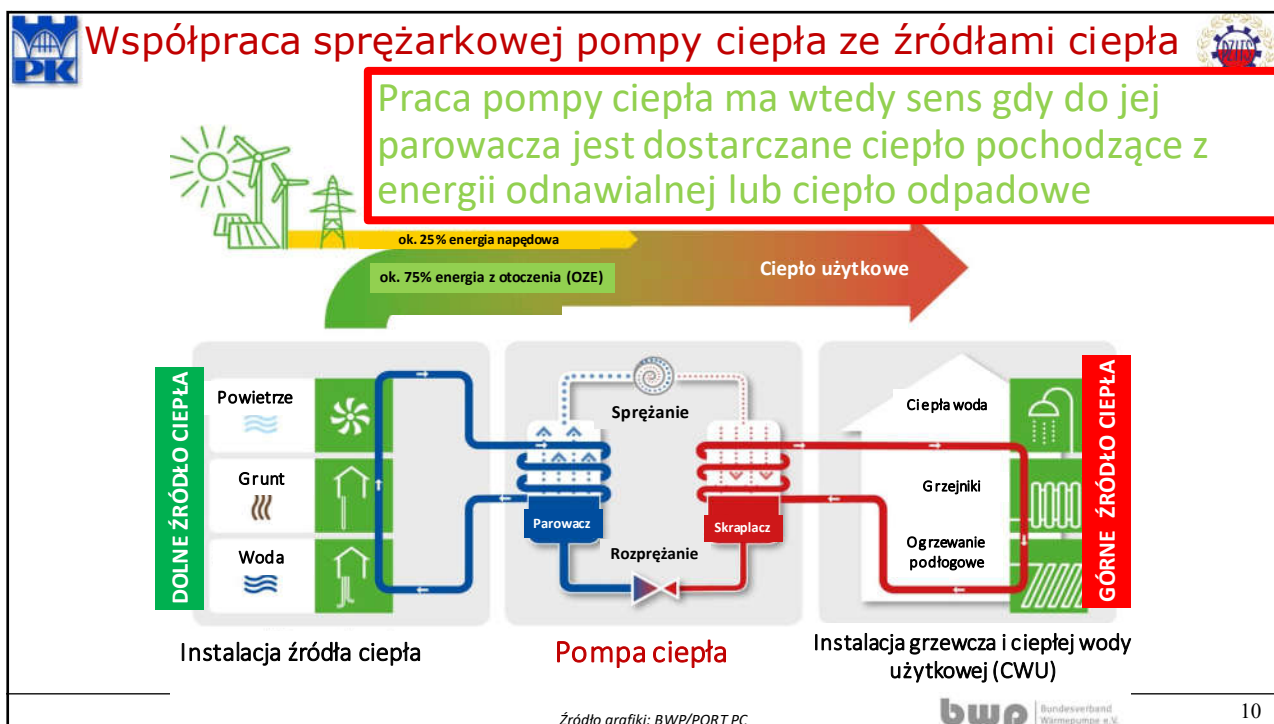 Współpraca sprężarkowej pompy ciepła ze źródłami ciepła
PK
PZITS
Praca pompy ciepła ma wtedy sens gdy do jej
parowacza jest dostarczane ciepło pochodzące z
energii odnawialnej lub ciepło odpadowe
ok. 25% energia napędowa
ok. 75% energia z otoczenia (OZE)
Ciepło użytkowe
DOLNE ŹRÓDŁO CIEPŁA
Powietrze
Grunt
Woda
Sprężanie
Parowacz
Skraplacz
Rozprężanie
Ciepła woda
Grzejniki
Ogrzewanie
podłogowe
GÓRNE ŹRÓDŁO CIEPŁA
Instalacja źródła ciepła
Pompa ciepła
Instalacja grzewcza i ciepłej wody
użytkowej (CWU)
Źródło grafiki: BWP/PORT PC
bwp
Bundesverband
Wärmepumpe e.V.
10